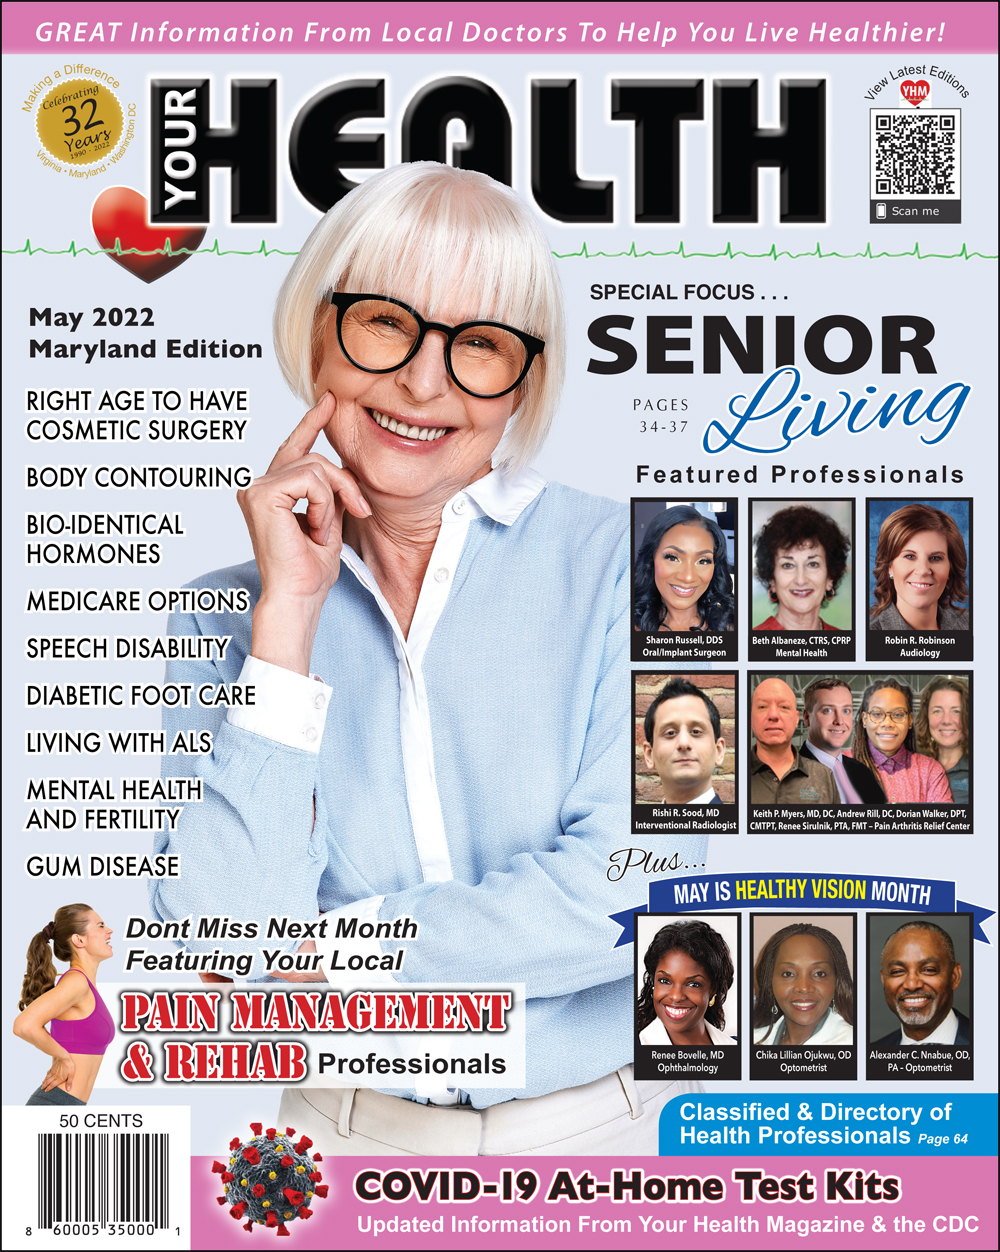 GREAT Information From Local Doctors To Help You Live Healthier!
Making a Difference
Celebrating
32
Years
1990 - 2022
Virginia • Maryland • Washington DC
YOUR
HEALTH
View Latest Editions
YHM
Scan me
May 2022
Maryland Edition
RIGHT AGE TO HAVE
COSMETIC SURGERY
BODY CONTOURING
BIO-IDENTICAL
HORMONES
MEDICARE OPTIONS
SPEECH DISABILITY
DIABETIC FOOT CARE
LIVING WITH ALS
MENTAL HEALTH
AND FERTILITY
GUM DISEASE
SPECIAL FOCUS . . .
SENIOR
Living
PAGES
34-37
Featured Professionals
Sharon Russell, DDS
Oral/Implant Surgeon
Beth Albaneze, CTRS, CPRP
Mental Health
Robin R. Robinson
Audiology
Rishi R. Sood, MD
Interventional Radiologist
Keith P. Myers, MD, DC, Andrew Rill, DC, Dorian Walker, DPT,
CMTPT, Renee Sirulnik, PTA, FMT – Pain Arthritis Relief Center
Plus...
MAY IS HEALTHY VISION MONTH
Renee Bovelle, MD
Ophthalmology
Chika Lillian Ojukwu, OD
Optometrist
Alexander C. Nnabue, OD,
PA - Optometrist
Dont Miss Next Month
Featuring Your Local
PAIN MANAGEMENT
& REHAB Professionals
Classified & Directory of
Health Professionals Page 64
50 CENTS
8 60005 35000 1
COVID-19 At-Home Test Kits
Updated Information From Your Health Magazine & the CDC